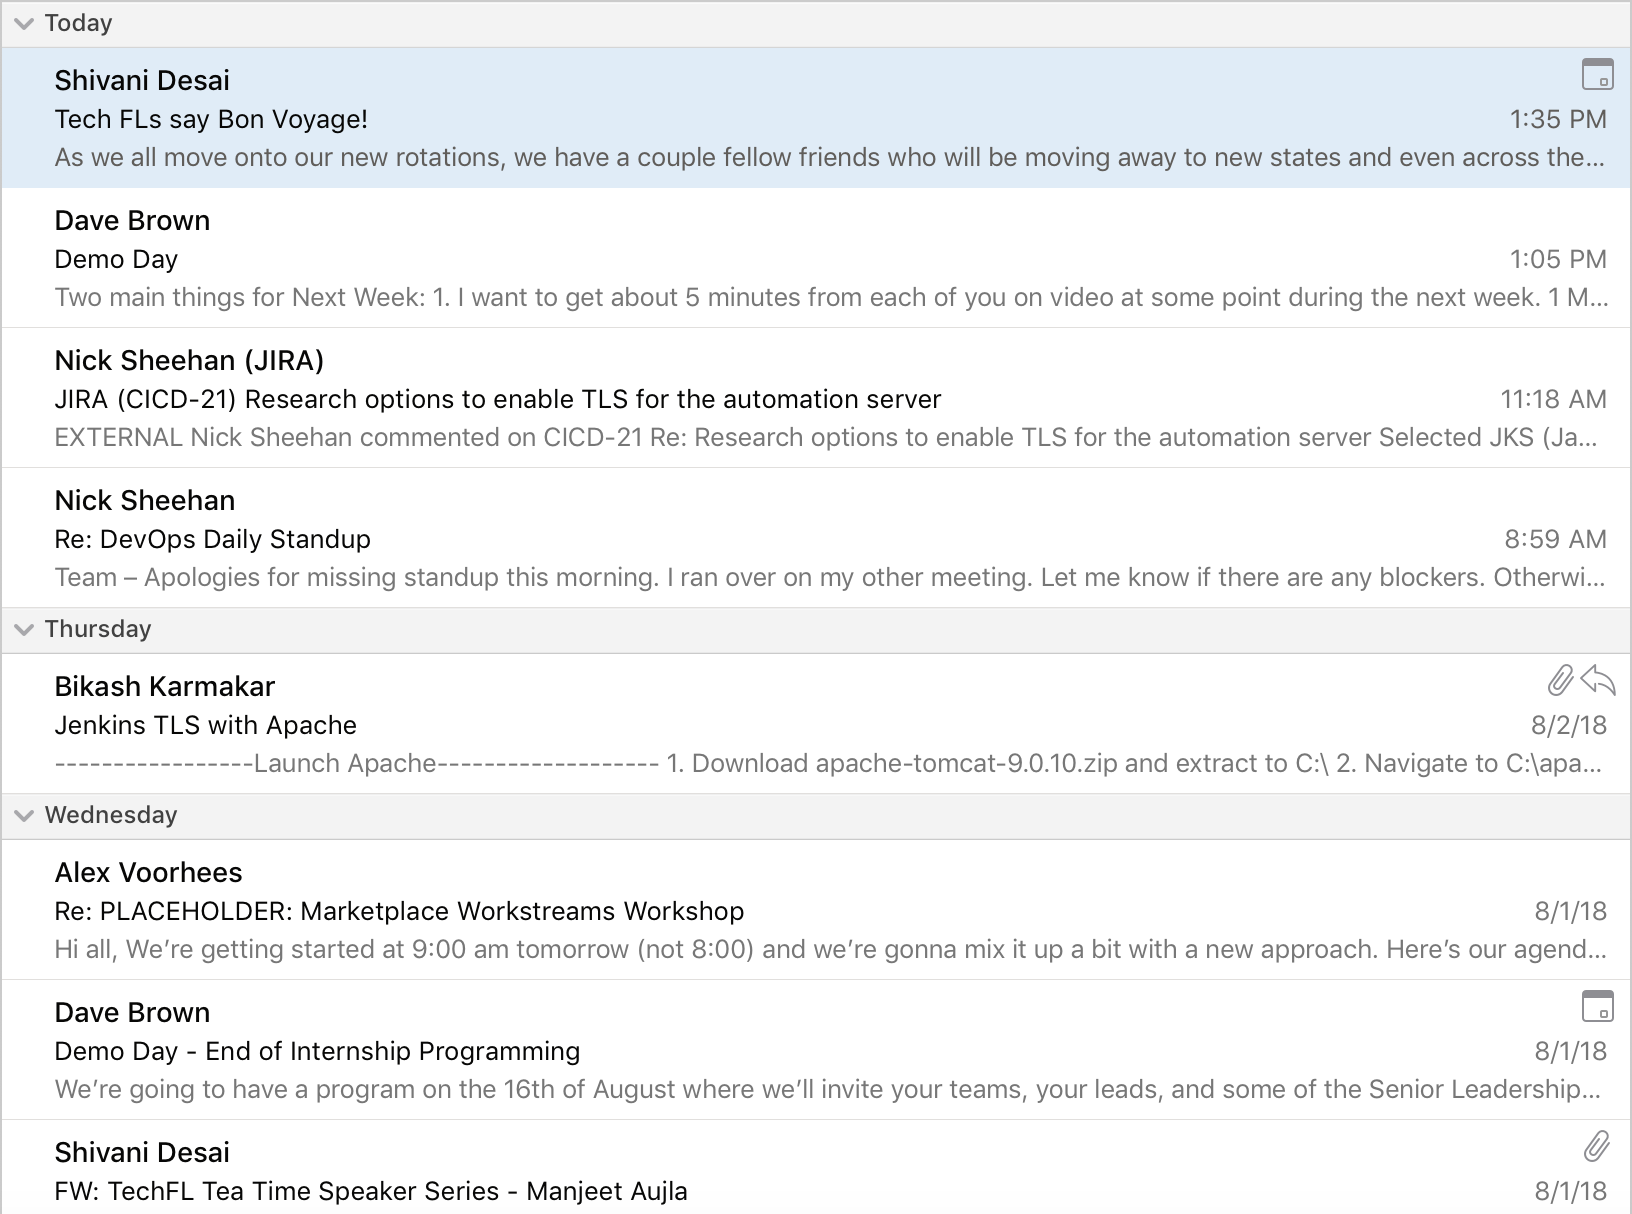 Today
Shivani Desai
Tech FLs say Bon Voyage!
1:35 PM
As we all move onto our new rotations, we have a couple fellow friends who will be moving away to new states and even across the...
Dave Brown
Demo Day
1:05 PM
Two main things for Next Week: 1. I want to get about 5 minutes from each of you on video at some point during the next week. 1 M...
Nick Sheehan (JIRA)
JIRA (CICD-21) Research options to enable TLS for the automation server
11:18 AM
EXTERNAL Nick Sheehan commented on CICD-21 Re: Research options to enable TLS for the automation server Selected JKS (Ja...
Nick Sheehan
Re: DevOps Daily Standup
8:59 AM
Team – Apologies for missing standup this morning. I ran over on my other meeting. Let me know if there are any blockers. Otherwi...
Thursday
Bikash Karmakar
Jenkins TLS with Apache
8/2/18
-----------------Launch Apache------------------- 1. Download apache-tomcat-9.0.10.zip and extract to C:\ 2. Navigate to C:\apa...
Wednesday
Alex Voorhees
Re: PLACEHOLDER: Marketplace Workstreams Workshop
8/1/18
Hi all, We’re getting started at 9:00 am tomorrow (not 8:00) and we’re gonna mix it up a bit with a new approach. Here’s our agend...
Dave Brown
Demo Day - End of Internship Programming
8/1/18
We’re going to have a program on the 16th of August where we’ll invite your teams, your leads, and some of the Senior Leadership...
Shivani Desai
FW: TechFL Tea Time Speaker Series - Manjeet Aujla
8/1/18